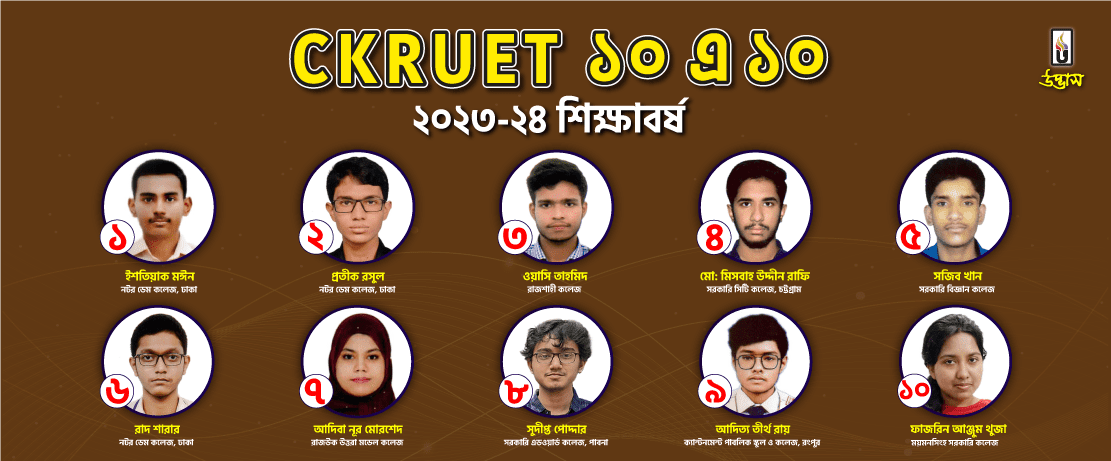 CKRUET ১০ এ ১০
U
উদ্ভাস
২০২৩-২৪ শিক্ষাবর্ষ
১ ২ ৩ ৪ ৫
ইশতিয়াক মঈন প্রতীক রসূল ওয়াসি তাহমিদ মো: মিসবাহ উদ্দীন রাফি সজিব খান
নটর ডেম কলেজ, ঢাকা নটর ডেম কলেজ, ঢাকা রাজশাহী কলেজ সরকারি সিটি কলেজ, চট্টগ্রাম সরকারি বিজ্ঞান কলেজ
৬ ৭ ৮ ৯ ১০
রাদ শারার আদিবা নূর মোরশেদ সুদীপ্ত পোদ্দার আদিত্য তীর্থ রায় ফাজরিন আঞ্জুম থুজা
নটর ডেম কলেজ, ঢাকা রাজউক উত্তরা মডেল কলেজ সরকারি এডওয়ার্ড কলেজ, পাবনা ক্যান্টনমেন্ট পাবলিক স্কুল ও কলেজ, রংপুর ময়মনসিংহ সরকারি কলেজ